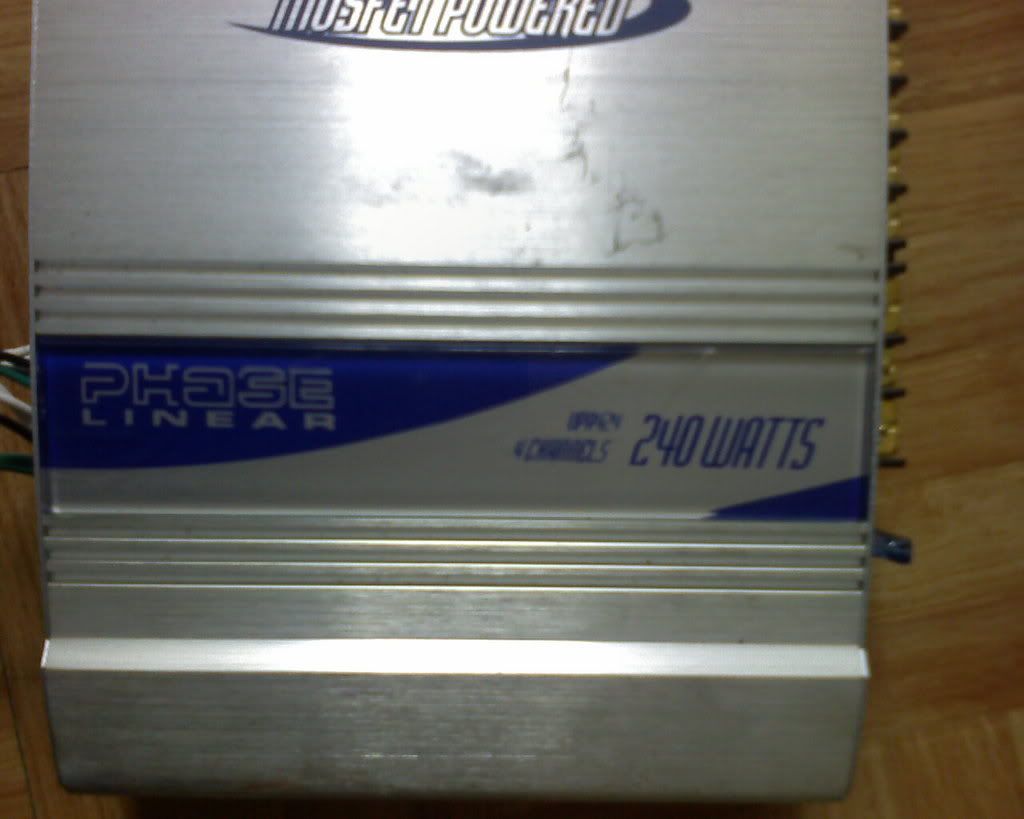 MOSFET POWERED
PHASE
LINEAR
4 CHANNELS
240 WATTS